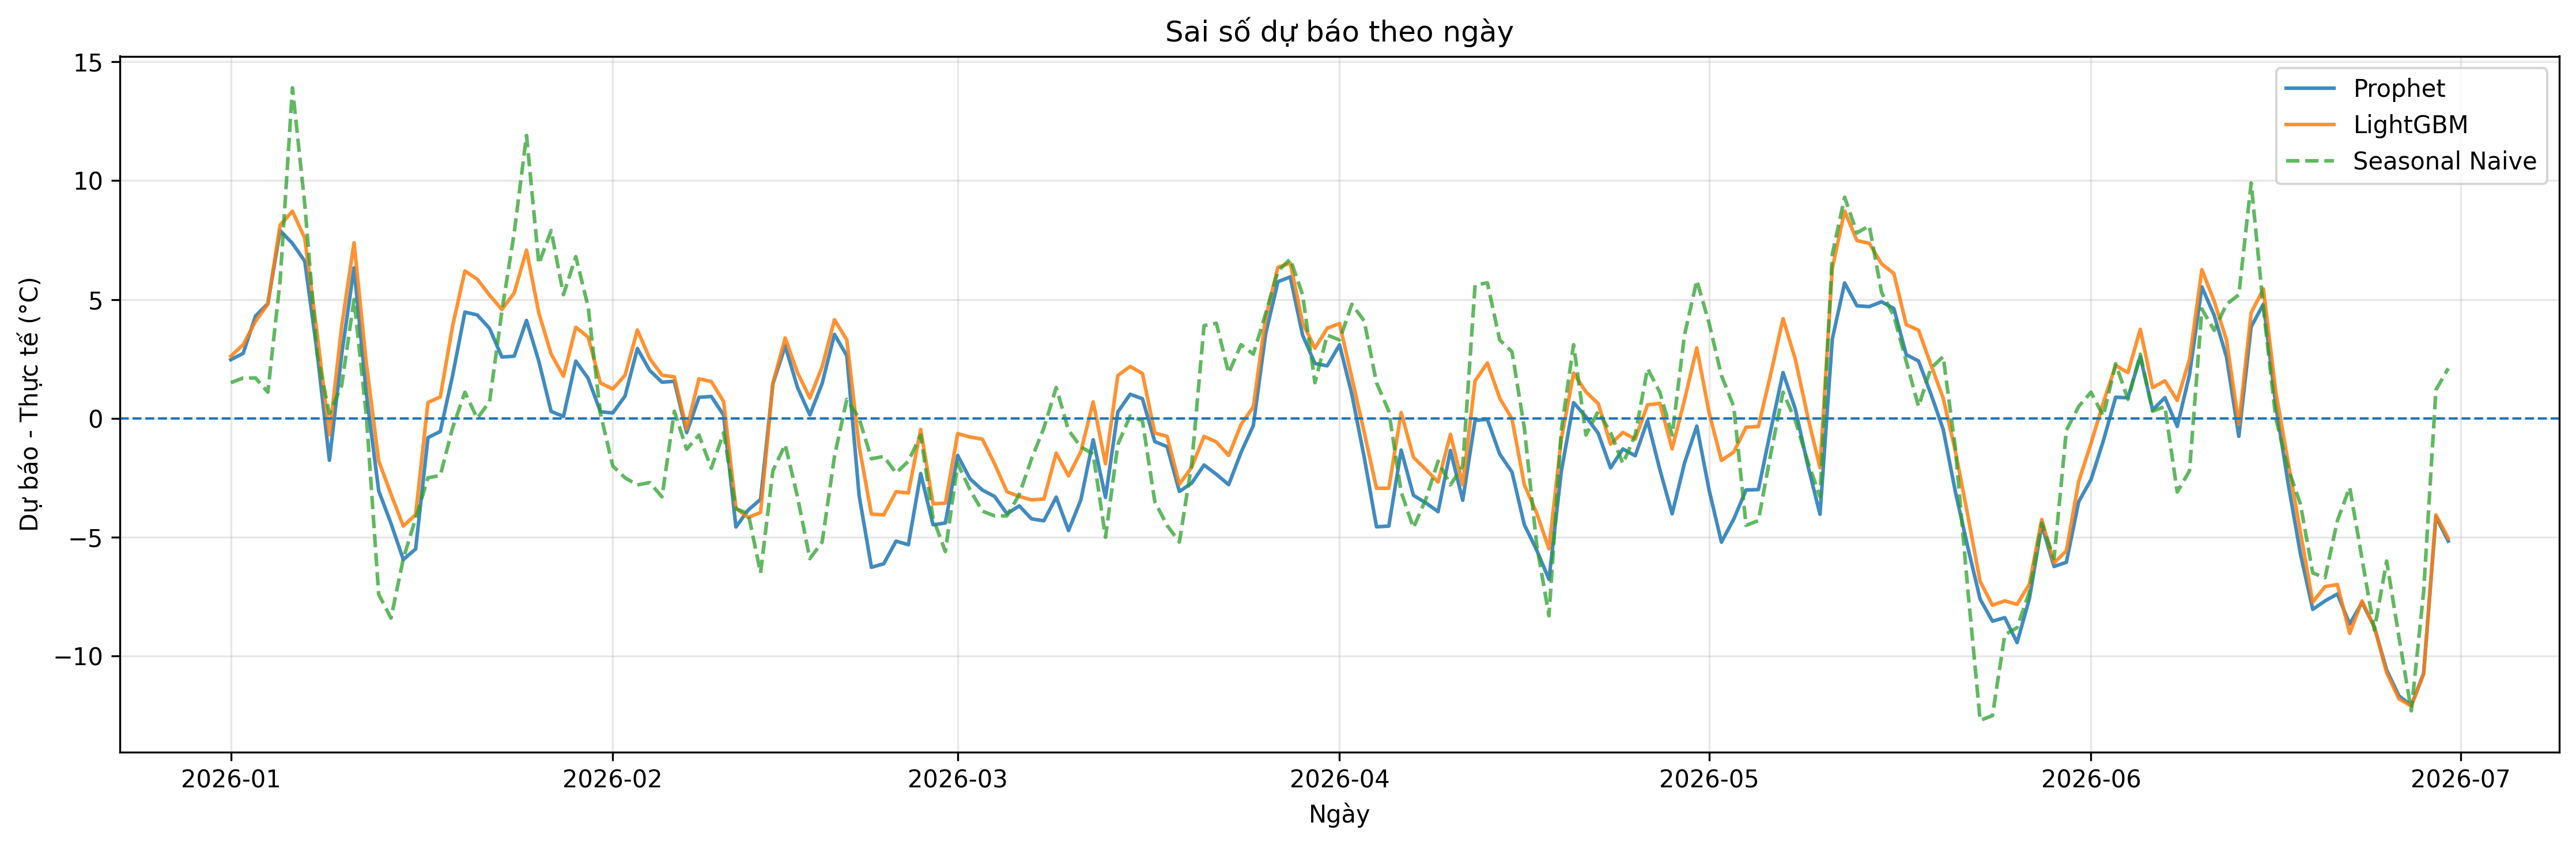 Sai số dự báo theo ngày
Dự báo - Thực tế (°C)
15
10
5
0
−5
−10
Prophet
LightGBM
Seasonal Naive
2026-01
2026-02
2026-03
2026-04
2026-05
2026-06
2026-07
Ngày